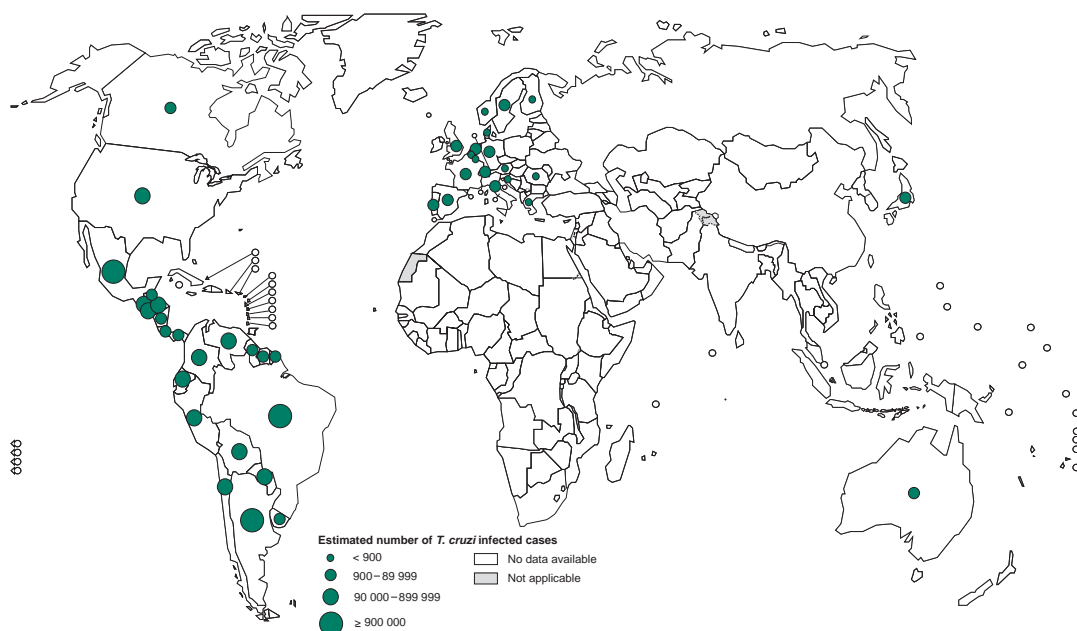 Estimated number of T. cruzi infected cases
< 900
900–89 999
90 000–899 999
≥ 900 000
No data available
Not applicable